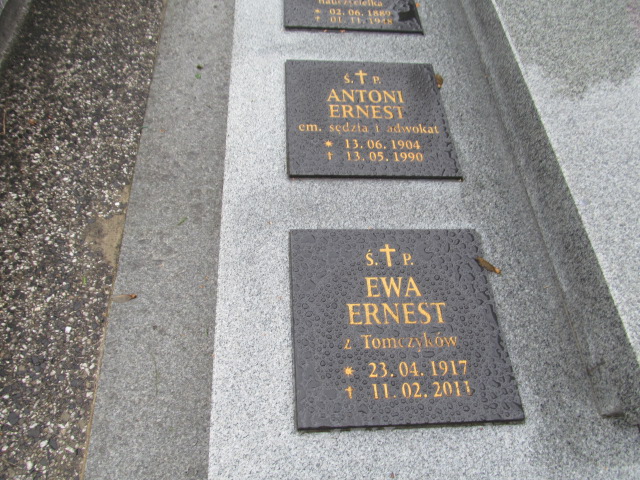 nauczycielka
* 02. 06. 1889
† 01. 11. 1948
Ś. † P.
ANTONI
ERNEST
em. sędzia i adwokat
* 13. 06. 1904
† 13. 05. 1990
Ś. † P.
EWA
ERNEST
z Tomczyków
* 23. 04. 1917
† 11. 02. 2011